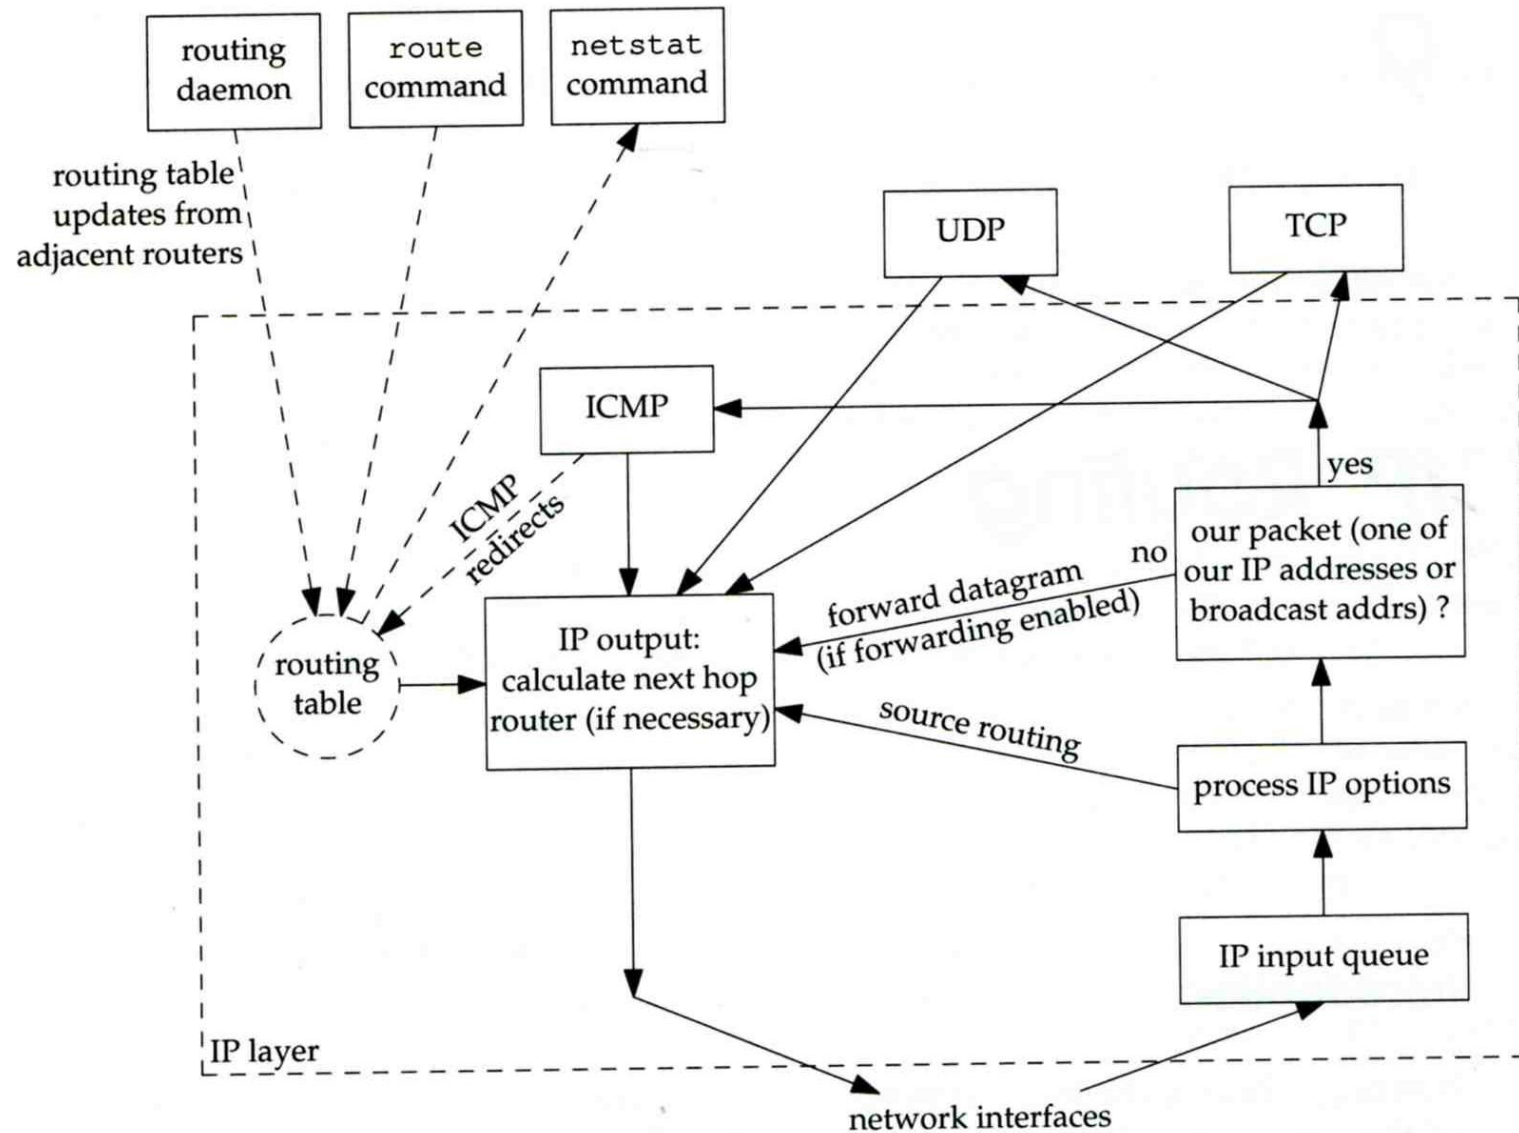 routing
daemon
route
command
netstat
command
routing table
updates from
adjacent routers
UDP
TCP
ICMP
yes
ICMP
redirects
our packet (one of
our IP addresses or
broadcast addrs) ?
no
forward datagram
(if forwarding enabled)
IP output:
calculate next hop
router (if necessary)
routing
table
source routing
process IP options
IP input queue
IP layer
network interfaces